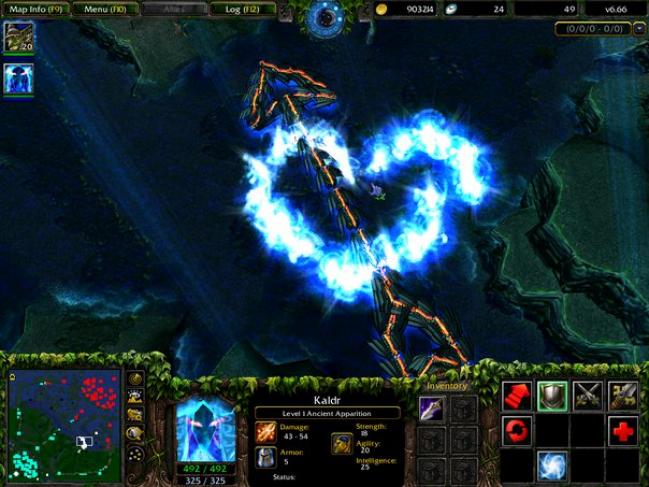 Map Info (F9) Menu (F10) Log (F12) 903214 24 49 v6.66
(0/0/0 - 0/0)
20
Kaldr
Level 1 Ancient Apparition
Damage:
43 - 54
Armor:
5
Strength:
18
Agility:
20
Intelligence:
25
Status:
492 / 492
325 / 325
Inventory